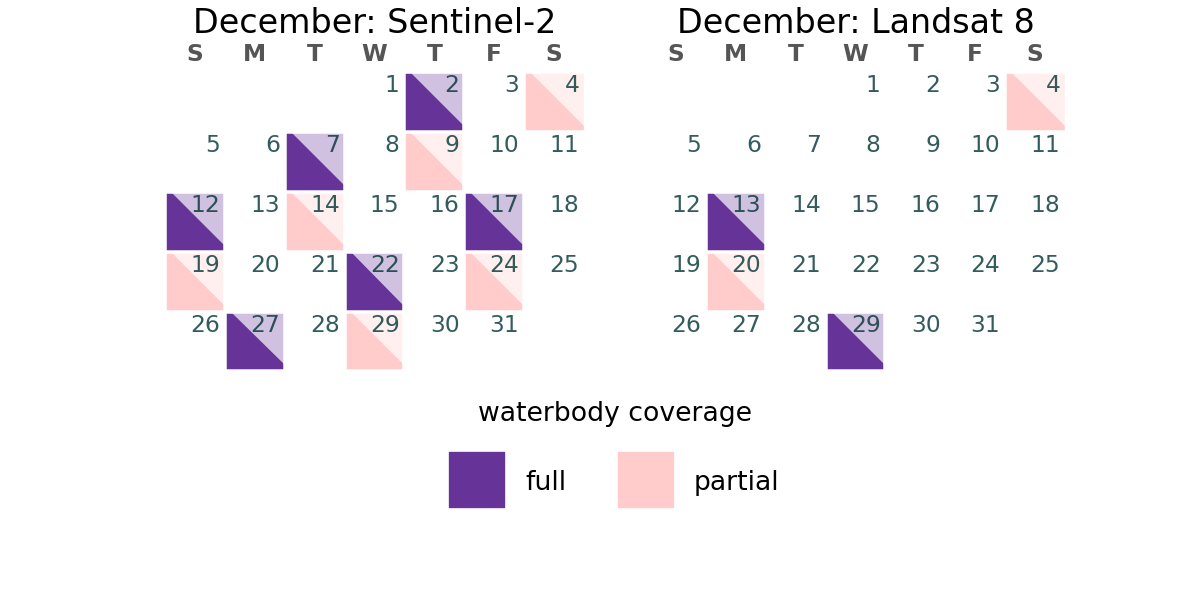 December: Sentinel-2
S M T W T F S
1 2 3 4
5 6 7 8 9 10 11
12 13 14 15 16 17 18
19 20 21 22 23 24 25
26 27 28 29 30 31
December: Landsat 8
S M T W T F S
1 2 3 4
5 6 7 8 9 10 11
12 13 14 15 16 17 18
19 20 21 22 23 24 25
26 27 28 29 30 31
waterbody coverage
full partial